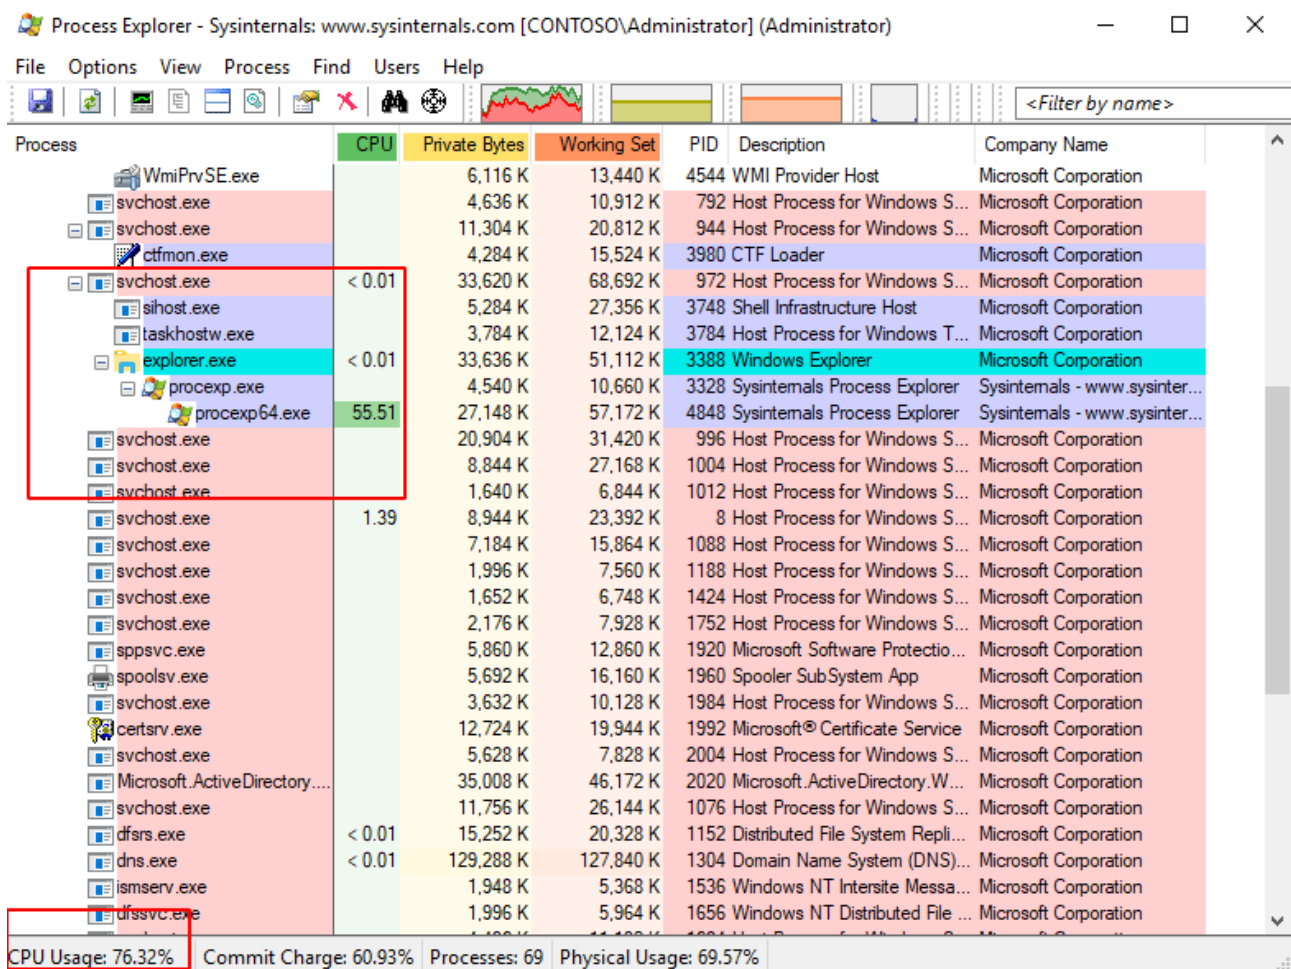 Process Explorer - Sysinternals: www.sysinternals.com [CONTOSO\Administrator] (Administrator)
File Options View Process Find Users Help
<Filter by name>
Process CPU Private Bytes Working Set PID Description Company Name
WmiPrvSE.exe 6,116 K 13,440 K 4544 WMI Provider Host Microsoft Corporation
svchost.exe 4,636 K 10,912 K 792 Host Process for Windows S... Microsoft Corporation
svchost.exe 11,304 K 20,812 K 944 Host Process for Windows S... Microsoft Corporation
ctfmon.exe 4,284 K 15,524 K 3980 CTF Loader Microsoft Corporation
svchost.exe < 0.01 33,620 K 68,692 K 972 Host Process for Windows S... Microsoft Corporation
sihost.exe 5,284 K 27,356 K 3748 Shell Infrastructure Host Microsoft Corporation
taskhostw.exe 3,784 K 12,124 K 3784 Host Process for Windows T... Microsoft Corporation
explorer.exe < 0.01 33,636 K 51,112 K 3388 Windows Explorer Microsoft Corporation
procexp.exe 4,540 K 10,660 K 3328 Sysinternals Process Explorer Sysinternals - www.sysinter...
procexp64.exe 55.51 27,148 K 57,172 K 4848 Sysinternals Process Explorer Sysinternals - www.sysinter...
svchost.exe 20,904 K 31,420 K 996 Host Process for Windows S... Microsoft Corporation
svchost.exe 8,844 K 27,168 K 1004 Host Process for Windows S... Microsoft Corporation
svchost.exe 1,640 K 6,844 K 1012 Host Process for Windows S... Microsoft Corporation
svchost.exe 1.39 8,944 K 23,392 K 8 Host Process for Windows S... Microsoft Corporation
svchost.exe 7,184 K 15,864 K 1088 Host Process for Windows S... Microsoft Corporation
svchost.exe 1,996 K 7,560 K 1188 Host Process for Windows S... Microsoft Corporation
svchost.exe 1,652 K 6,748 K 1424 Host Process for Windows S... Microsoft Corporation
svchost.exe 2,176 K 7,928 K 1752 Host Process for Windows S... Microsoft Corporation
sppsvc.exe 5,860 K 12,860 K 1920 Microsoft Software Protectio... Microsoft Corporation
spoolsv.exe 5,692 K 16,160 K 1960 Spooler SubSystem App Microsoft Corporation
svchost.exe 3,632 K 10,128 K 1984 Host Process for Windows S... Microsoft Corporation
certsrv.exe 12,724 K 19,944 K 1992 Microsoft® Certificate Service Microsoft Corporation
svchost.exe 5,628 K 7,828 K 2004 Host Process for Windows S... Microsoft Corporation
Microsoft.ActiveDirectory.... 35,008 K 46,172 K 2020 Microsoft.ActiveDirectory.W... Microsoft Corporation
svchost.exe 11,756 K 26,144 K 1076 Host Process for Windows S... Microsoft Corporation
dfsrs.exe < 0.01 15,252 K 20,328 K 1152 Distributed File System Repli... Microsoft Corporation
dns.exe < 0.01 129,288 K 127,840 K 1304 Domain Name System (DNS)... Microsoft Corporation
ismserv.exe 1,948 K 5,368 K 1536 Windows NT Intersite Messa... Microsoft Corporation
dfssvc.exe 1,996 K 5,964 K 1656 Windows NT Distributed File ... Microsoft Corporation
CPU Usage: 76.32% Commit Charge: 60.93% Processes: 69 Physical Usage: 69.57%